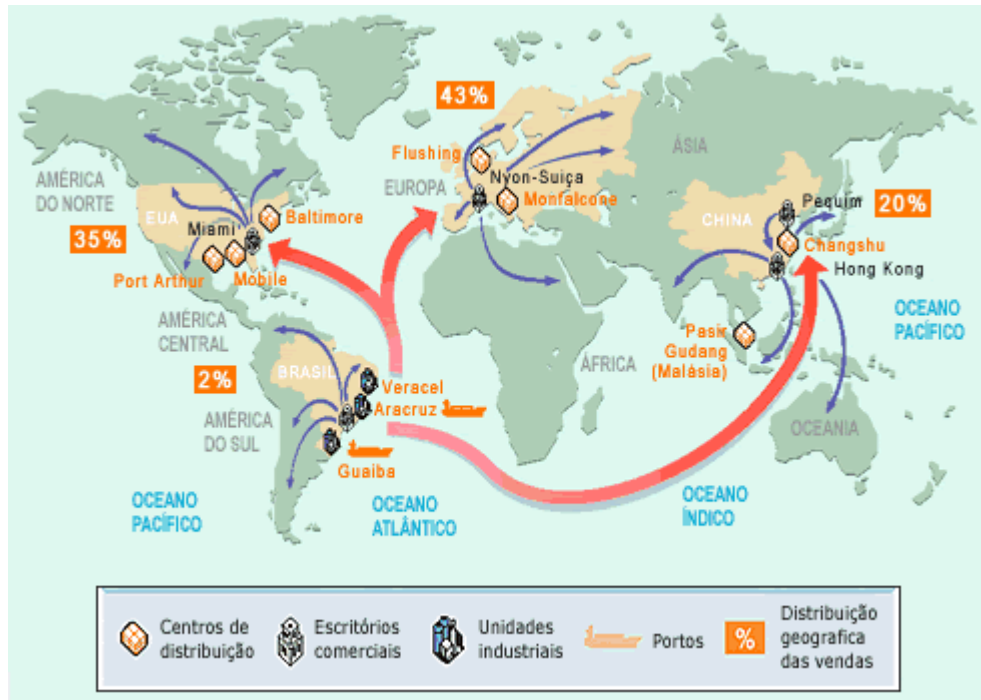 43%
Flushing
Nyon-Suiça
Monfalcone
EUROPA
ÁSIA
AMÉRICA
DO NORTE
EUA
Miami
Baltimore
35%
Port Arthur
Mobile
CHINA
Pequim
20%
Changshu
Hong Kong
OCEANO
PACÍFICO
AMÉRICA
CENTRAL
2%
BRASIL
Veracel
Aracruz
AMÉRICA
DO SUL
Guaiba
ÁFRICA
Pasir
Gudang
(Malásia)
OCEANIA
OCEANO
PACÍFICO
OCEANO
ATLÂNTICO
OCEANO
ÍNDICO
Centros de
distribuição
Escritórios
comerciais
Unidades
industriais
Portos
%
Distribuição
geografica
das vendas